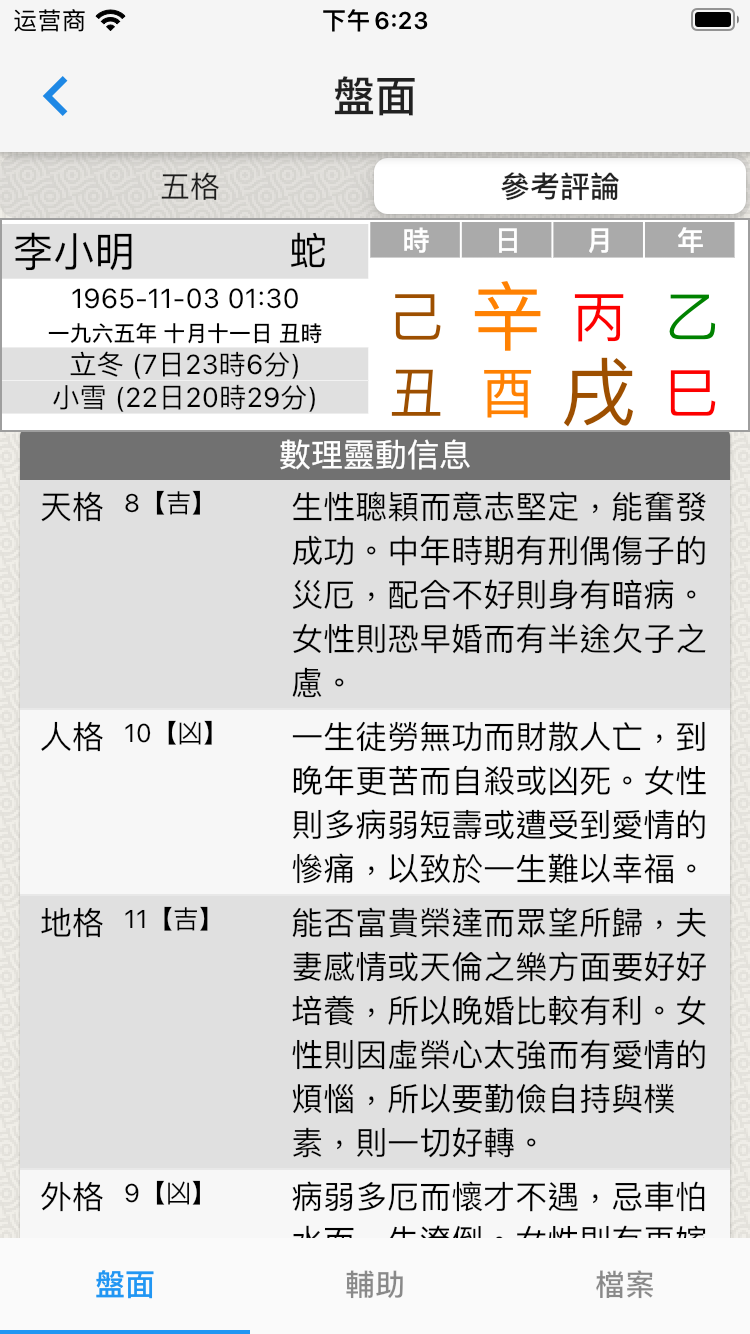 运营商 下午6:23
盤面
五格 參考評論
李小明 蛇 時 日 月 年
1965-11-03 01:30
一九六五年 十月十一日 丑時
立冬 (7日23時6分)
小雪 (22日20時29分)
己 辛 丙 乙
丑 酉 戌 巳
數理靈動信息
天格 8【吉】 生性聰穎而意志堅定，能奮發
成功。中年時期有刑偶傷子的
災厄，配合不好則身有暗病。
女性則恐早婚而有半途欠子之
慮。
人格 10【凶】 一生徒勞無功而財散人亡，到
晚年更苦而自殺或凶死。女性
則多病弱短壽或遭受到愛情的
慘痛，以致於一生難以幸福。
地格 11【吉】 能否富貴榮達而眾望所歸，夫
妻感情或天倫之樂方面要好好
培養，所以晚婚比較有利。女
性則因虛榮心太強而有愛情的
煩惱，所以要勤儉自持與樸
素，則一切好轉。
外格 9【凶】 病弱多厄而懷才不遇，忌車怕
盤面 輔助 檔案